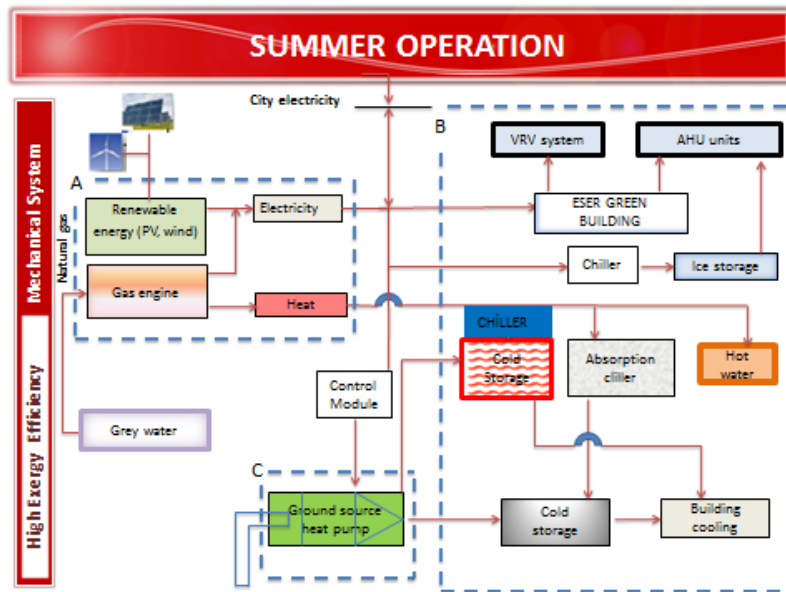 SUMMER OPERATION
Mechanical System
High Exergy Efficiency
City electricity
B
VRV system
AHU units
A
Renewable
energy (PV, wind)
Electricity
ESER GREEN
BUILDING
Natural gas
Gas engine
Heat
Chiller
Ice storage
CHİLLER
Cold
Storage
Absorption
cliller
Hot
water
Control
Module
Grey water
C
Ground source
heat pump
Cold
storage
Building
cooling